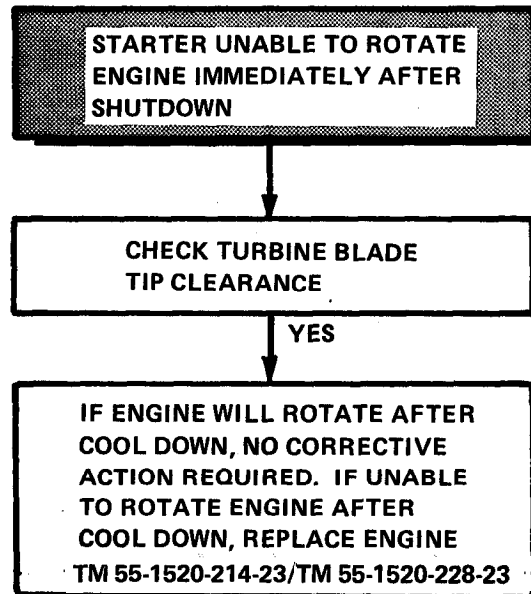 STARTER UNABLE TO ROTATE
ENGINE IMMEDIATELY AFTER
SHUTDOWN
CHECK TURBINE BLADE
TIP CLEARANCE
YES
IF ENGINE WILL ROTATE AFTER
COOL DOWN, NO CORRECTIVE
ACTION REQUIRED. IF UNABLE
TO ROTATE ENGINE AFTER
COOL DOWN, REPLACE ENGINE
TM 55-1520-214-23/TM 55-1520-228-23